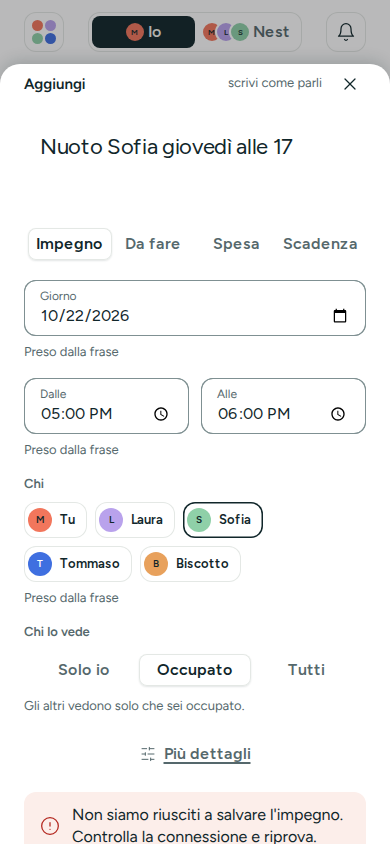 M Io
M L S Nest
Aggiungi
scrivi come parli
Nuoto Sofia giovedì alle 17
Impegno Da fare Spesa Scadenza
Giorno
10/22/2026
Preso dalla frase
Dalle Alle
05:00 PM 06:00 PM
Preso dalla frase
Chi
M Tu L Laura S Sofia
T Tommaso B Biscotto
Preso dalla frase
Chi lo vede
Solo io Occupato Tutti
Gli altri vedono solo che sei occupato.
Più dettagli
Non siamo riusciti a salvare l'impegno.
Controlla la connessione e riprova.